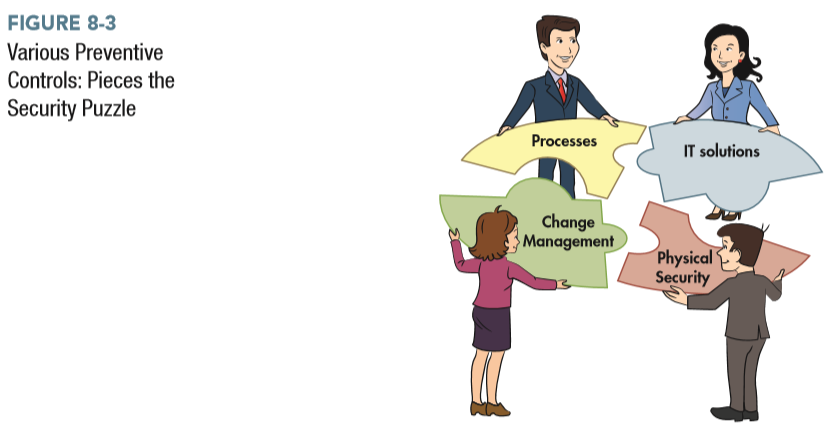 FIGURE 8-3
Various Preventive
Controls: Pieces the
Security Puzzle
Processes
IT solutions
Change
Management
Physical
Security